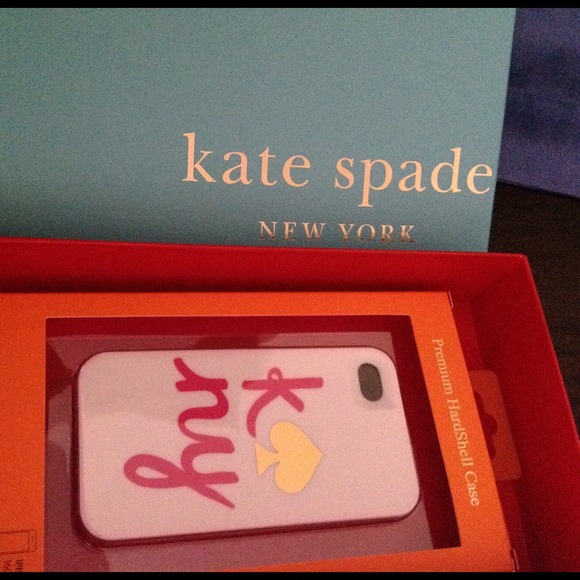 kate spade
NEW YORK
Premium HardShell Case
k
ny